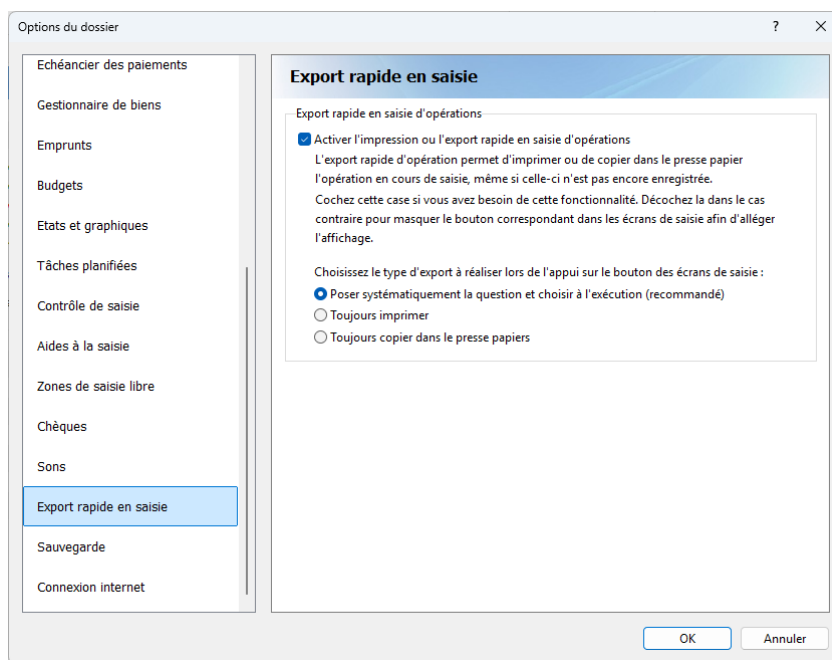 Options du dossier
?
Echéancier des paiements
Gestionnaire de biens
Emprunts
Budgets
Etats et graphiques
Tâches planifiées
Contrôle de saisie
Aides à la saisie
Zones de saisie libre
Chèques
Sons
Export rapide en saisie
Sauvegarde
Connexion internet
Export rapide en saisie
Export rapide en saisie d'opérations
Activer l'impression ou l'export rapide en saisie d'opérations
L'export rapide d'opération permet d'imprimer ou de copier dans le presse papier
l'opération en cours de saisie, même si celle-ci n'est pas encore enregistrée.
Cochez cette case si vous avez besoin de cette fonctionnalité. Décochez la dans le cas
contraire pour masquer le bouton correspondant dans les écrans de saisie afin d'alléger
l'affichage.
Choisissez le type d'export à réaliser lors de l'appui sur le bouton des écrans de saisie :
Poser systématiquement la question et choisir à l'exécution (recommandé)
Toujours imprimer
Toujours copier dans le presse papiers
OK
Annuler